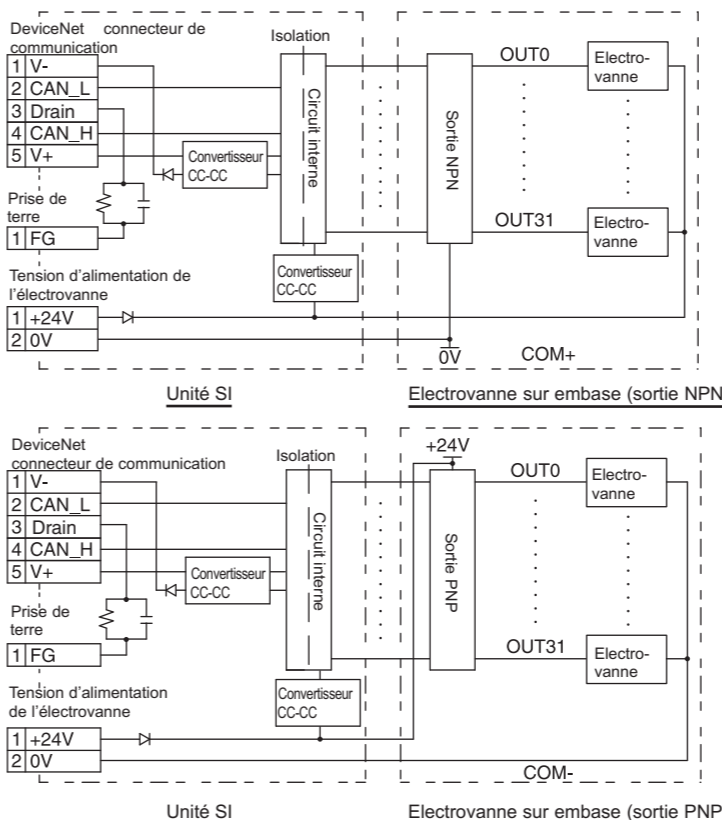 DeviceNet connecteur de
communication
1 V-
2 CAN_L
3 Drain
4 CAN_H
5 V+
Prise de
terre
1 FG
Tension d'alimentation de
l'électrovanne
1 +24V
2 0V
Isolation
Circuit interne
Convertisseur
CC-CC
Convertisseur
CC-CC
Sortie NPN
OUT0
OUT31
Electro-
vanne
Electro-
vanne
0V
COM+
Unité SI
Electrovanne sur embase (sortie NPN
DeviceNet
connecteur de communication
1 V-
2 CAN_L
3 Drain
4 CAN_H
5 V+
Prise de
terre
1 FG
Tension d'alimentation
de l'électrovanne
1 +24V
2 0V
Isolation
Circuit interne
Convertisseur
CC-CC
Convertisseur
CC-CC
+24V
Sortie PNP
OUT0
OUT31
Electro-
vanne
Electro-
vanne
COM-
Unité SI
Electrovanne sur embase (sortie PNP